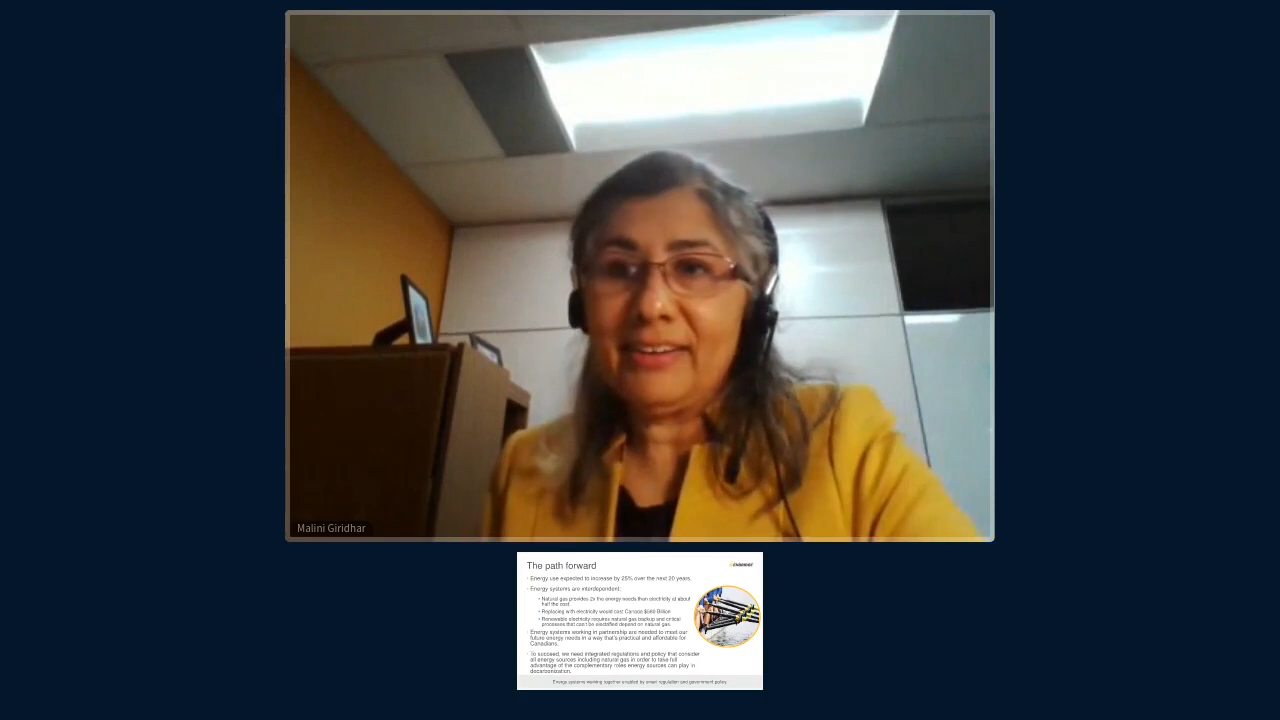 Malini Giridhar
The path forward
ENBRIDGE
· Energy use expected to increase by 25% over the next 20 years.
· Energy systems are interdependent:
• Natural gas provides 2x the energy needs than electricity at about
half the cost.
• Replacing with electricity would cost Canada $580 Billion
• Renewable electricity requires natural gas backup and critical
processes that can't be electrified depend on natural gas.
· Energy systems working in partnership are needed to meet our
future energy needs in a way that's practical and affordable for
Canadians.
· To succeed, we need integrated regulations and policy that consider
all energy sources including natural gas in order to take full
advantage of the complementary roles energy sources can play in
decarbonization.
Energy systems working together enabled by smart regulation and government policy.